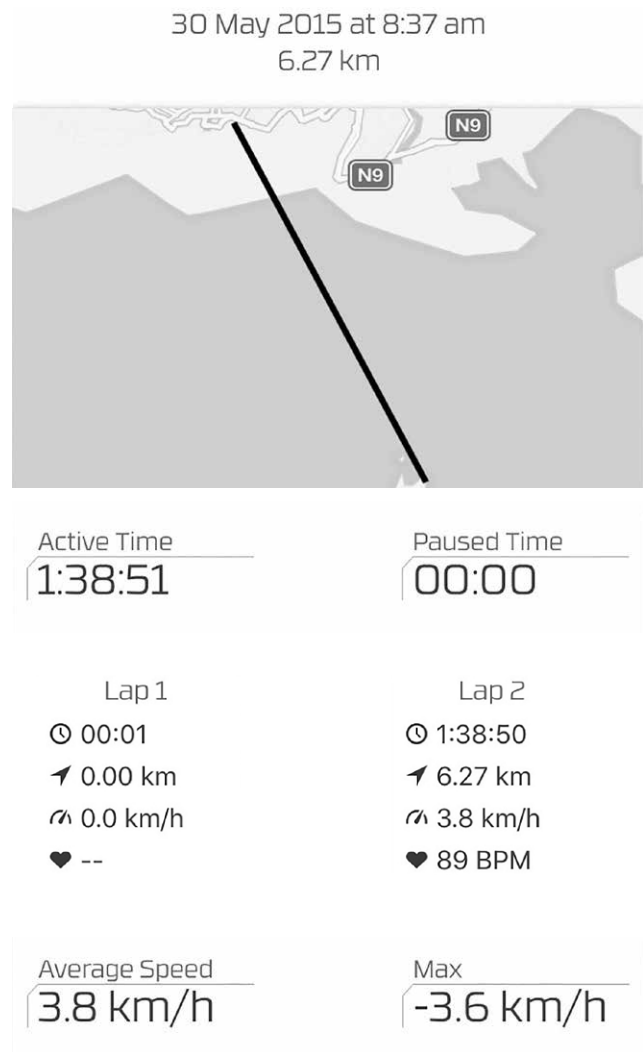 30 May 2015 at 8:37 am
6.27 km
N9
N9
Active Time
1:38:51
Paused Time
00:00
Lap 1
00:01
0.00 km
0.0 km/h
--
Lap 2
1:38:50
6.27 km
3.8 km/h
89 BPM
Average Speed
3.8 km/h
Max
-3.6 km/h